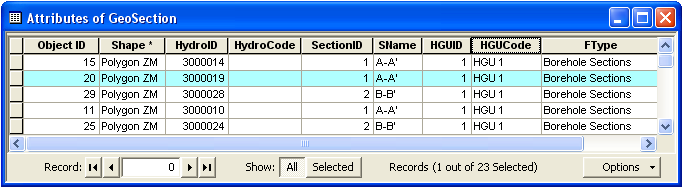 Attributes of GeoSection
Object ID Shape * HydroID HydroCode SectionID SName HGUID HGUCode FType
15 Polygon ZM 3000014 1 A-A' 1 HGU 1 Borehole Sections
20 Polygon ZM 3000019 1 A-A' 1 HGU 1 Borehole Sections
29 Polygon ZM 3000028 2 B-B' 1 HGU 1 Borehole Sections
11 Polygon ZM 3000010 1 A-A' 1 HGU 1 Borehole Sections
25 Polygon ZM 3000024 2 B-B' 1 HGU 1 Borehole Sections
Record: 0 Show: All Selected Records (1 out of 23 Selected) Options